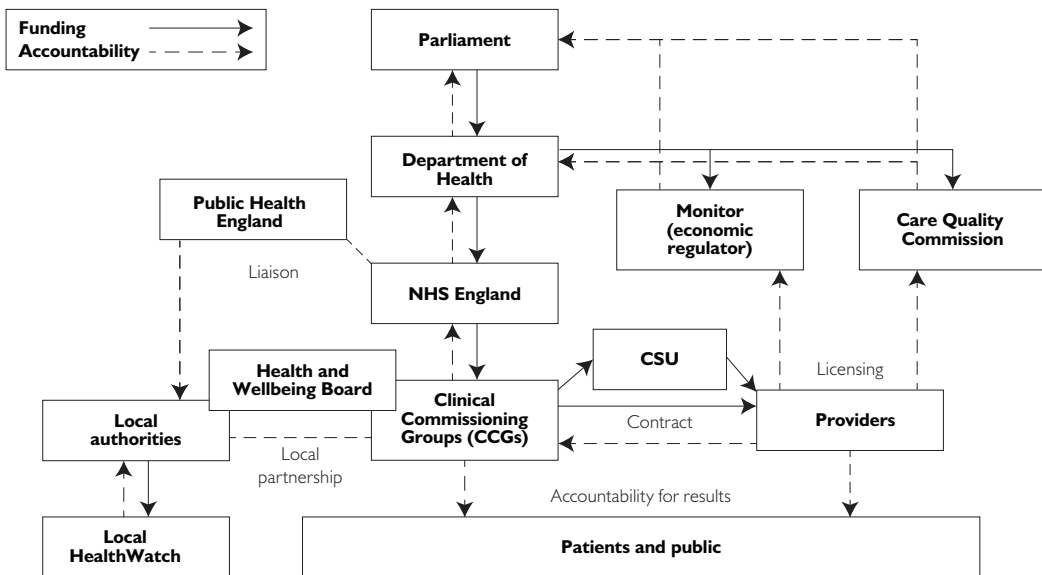 Funding
Accountability
Parliament
Department of
Health
Public Health
England
Monitor
(economic
regulator)
Care Quality
Commission
Liaison
NHS England
CSU
Health and
Wellbeing Board
Licensing
Clinical
Commissioning
Groups (CCGs)
Local
authorities
Contract
Providers
Local
partnership
Accountability for results
Local
HealthWatch
Patients and public